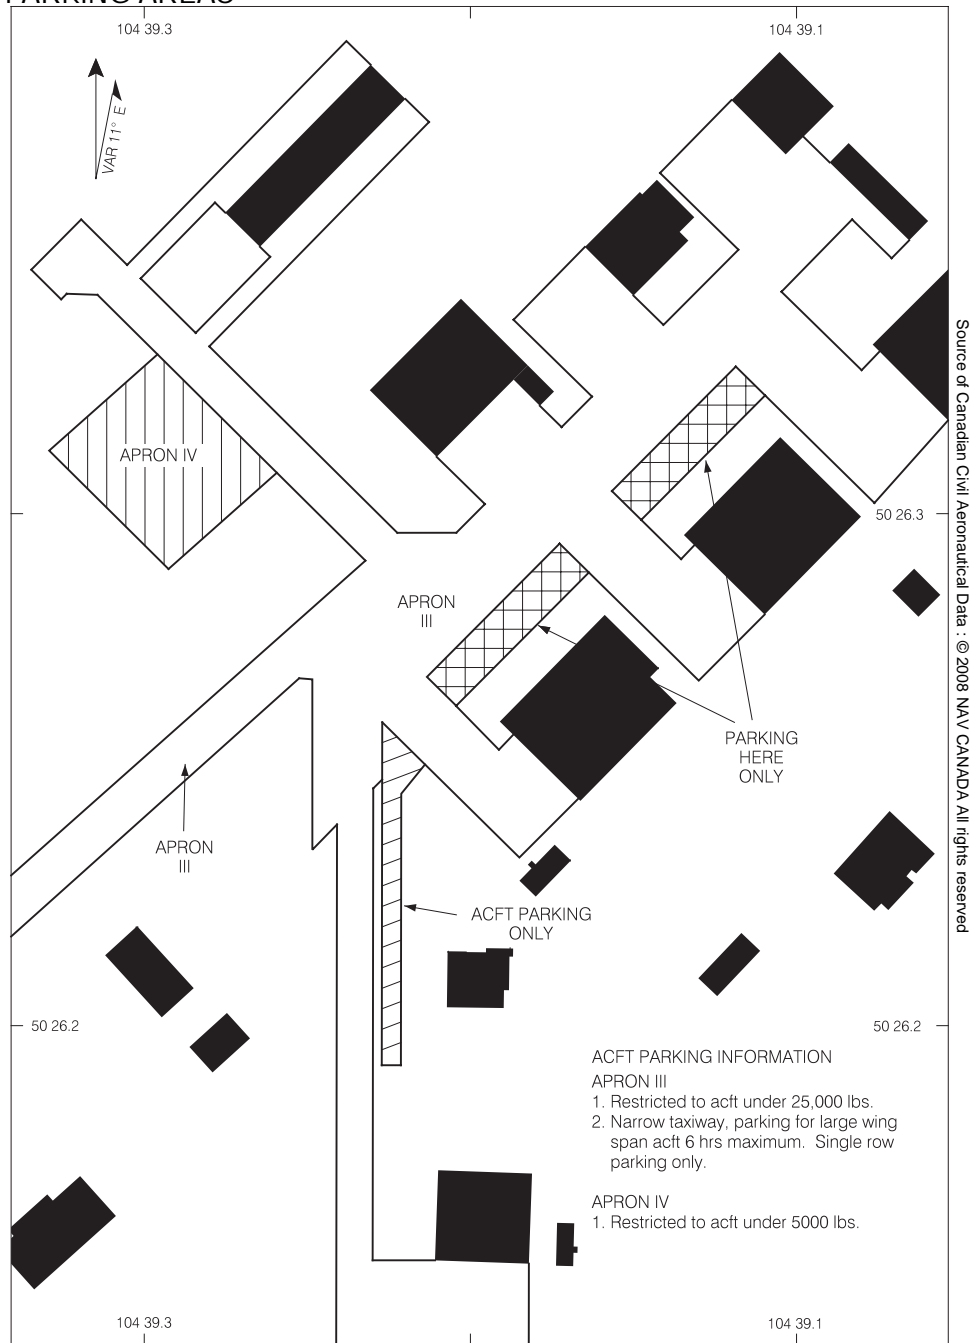 PARKING AREAS
104 39.3
104 39.1
VAR 11° E
APRON IV
50 26.3
APRON
III
PARKING
HERE
ONLY
APRON
III
ACFT PARKING
ONLY
50 26.2
50 26.2
ACFT PARKING INFORMATION
APRON III
1. Restricted to acft under 25,000 lbs.
2. Narrow taxiway, parking for large wing
span acft 6 hrs maximum. Single row
parking only.
APRON IV
1. Restricted to acft under 5000 lbs.
104 39.3
104 39.1
Source of Canadian Civil Aeronautical Data : © 2008 NAV CANADA All rights reserved